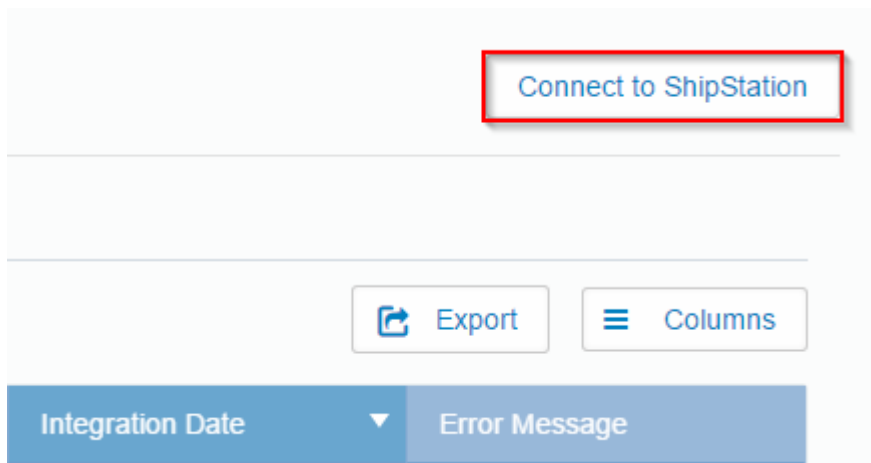 Connect to ShipStation
Export Columns
Integration Date Error Message